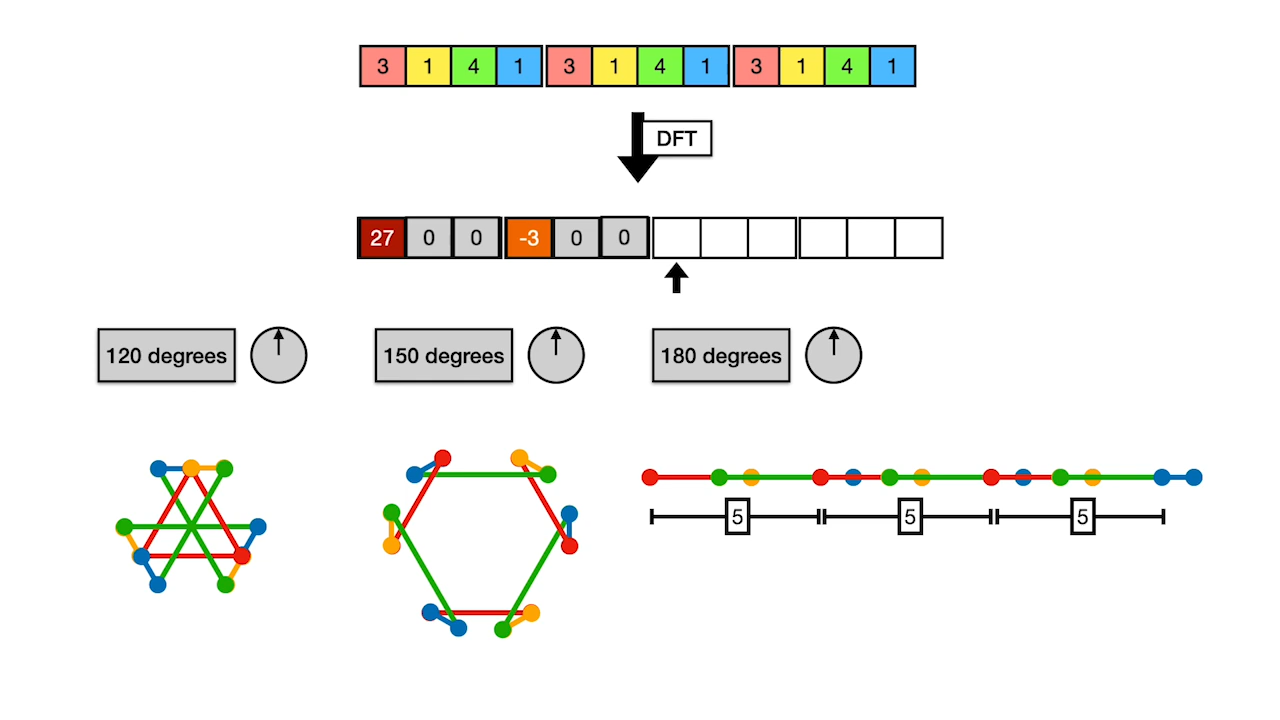 3 1 4 1 3 1 4 1 3 1 4 1
DFT
27 0 0 -3 0 0
120 degrees
150 degrees
180 degrees
5 5 5